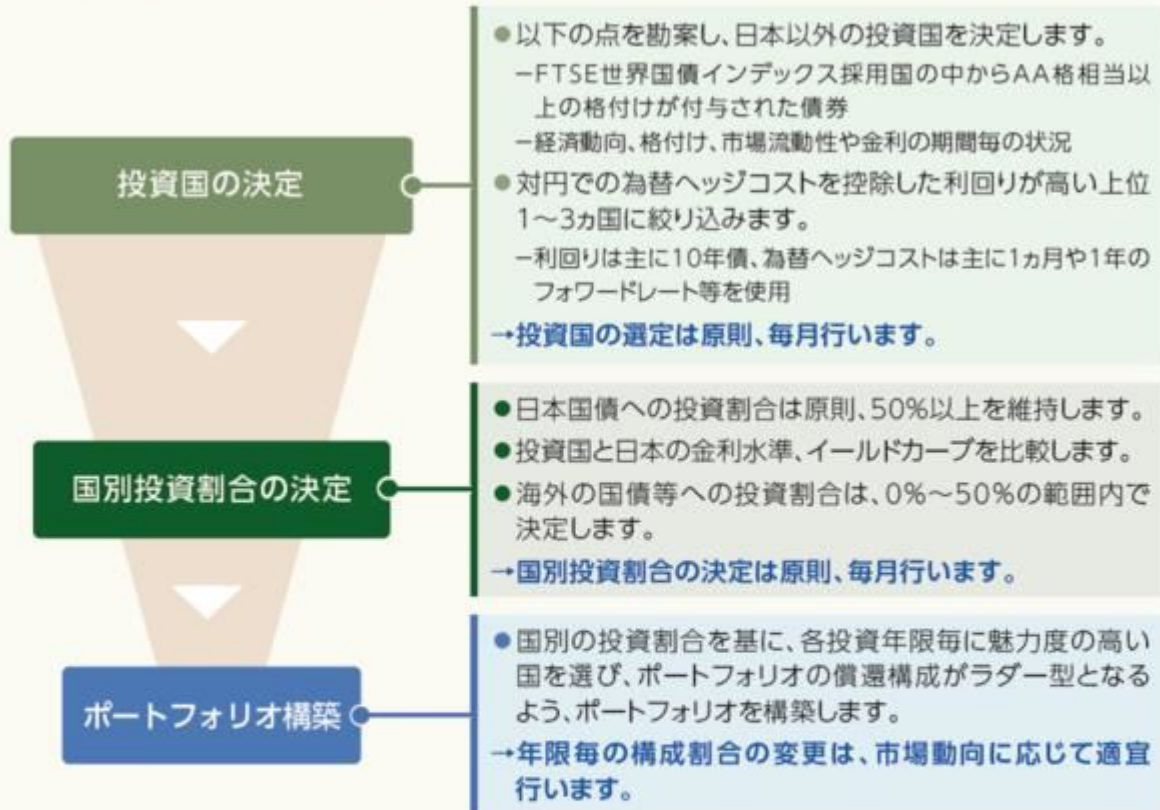 投資国の決定
●以下の点を勘案し、日本以外の投資国を決定します。
－FTSE世界国債インデックス採用国の中からAA格相当以
上の格付けが付与された債券
－経済動向、格付け、市場流動性や金利の期間毎の状況
●対円での為替ヘッジコストを控除した利回りが高い上位
1～3ヵ国に絞り込みます。
－利回りは主に10年債、為替ヘッジコストは主に1ヵ月や1年の
フォワードレート等を使用
→投資国の選定は原則、毎月行います。
国別投資割合の決定
●日本国債への投資割合は原則、50%以上を維持します。
●投資国と日本の金利水準、イールドカーブを比較します。
●海外の国債等への投資割合は、0%～50%の範囲内で
決定します。
→国別投資割合の決定は原則、毎月行います。
ポートフォリオ構築
●国別の投資割合を基に、各投資年限毎に魅力度の高い
国を選び、ポートフォリオの償還構成がラダー型となる
よう、ポートフォリオを構築します。
→年限毎の構成割合の変更は、市場動向に応じて適宜
行います。